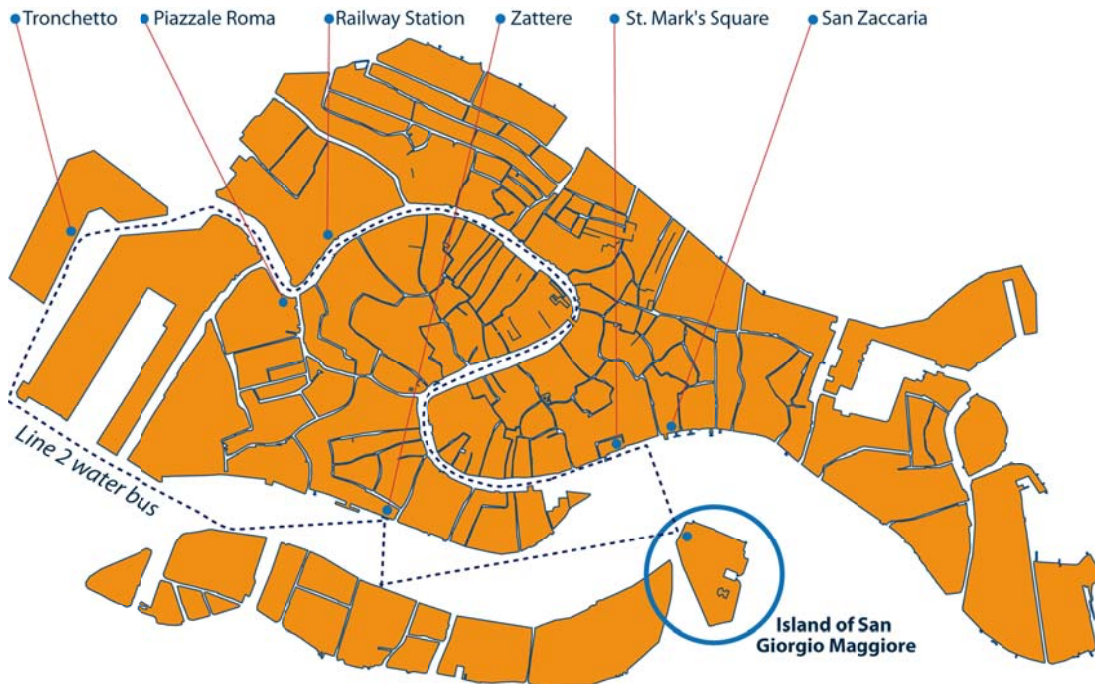 Tronchetto
Piazzale Roma
Railway Station
Zattere
St. Mark's Square
San Zaccaria
Line 2 water bus
Island of San
Giorgio Maggiore